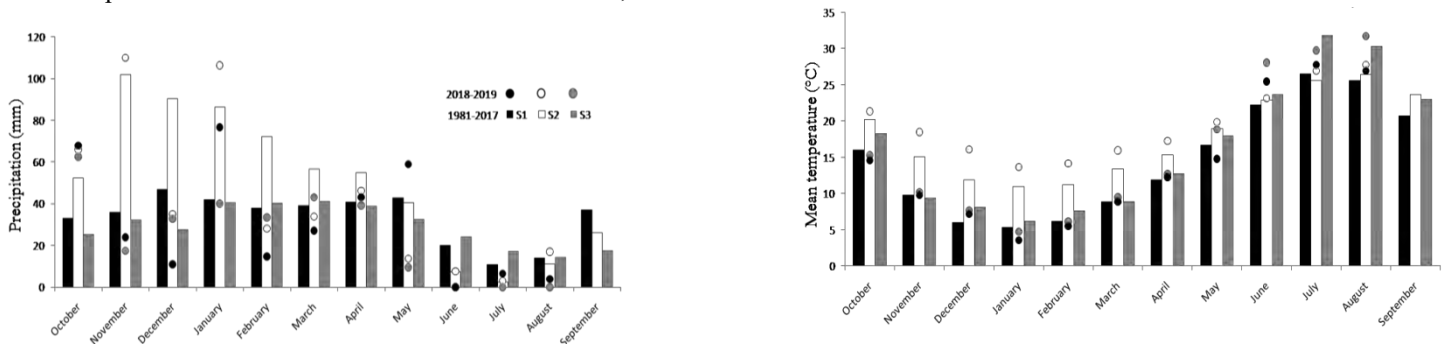 120
100
80
60
40
20
0
Precipitation (mm)
2018-2019
1981-2017 S1 S2 S3
October
November
December
January
February
March
April
May
June
July
August
September
35
30
25
20
15
10
5
0
Mean temperature (°C)
October
November
December
January
February
March
April
May
June
July
August
September